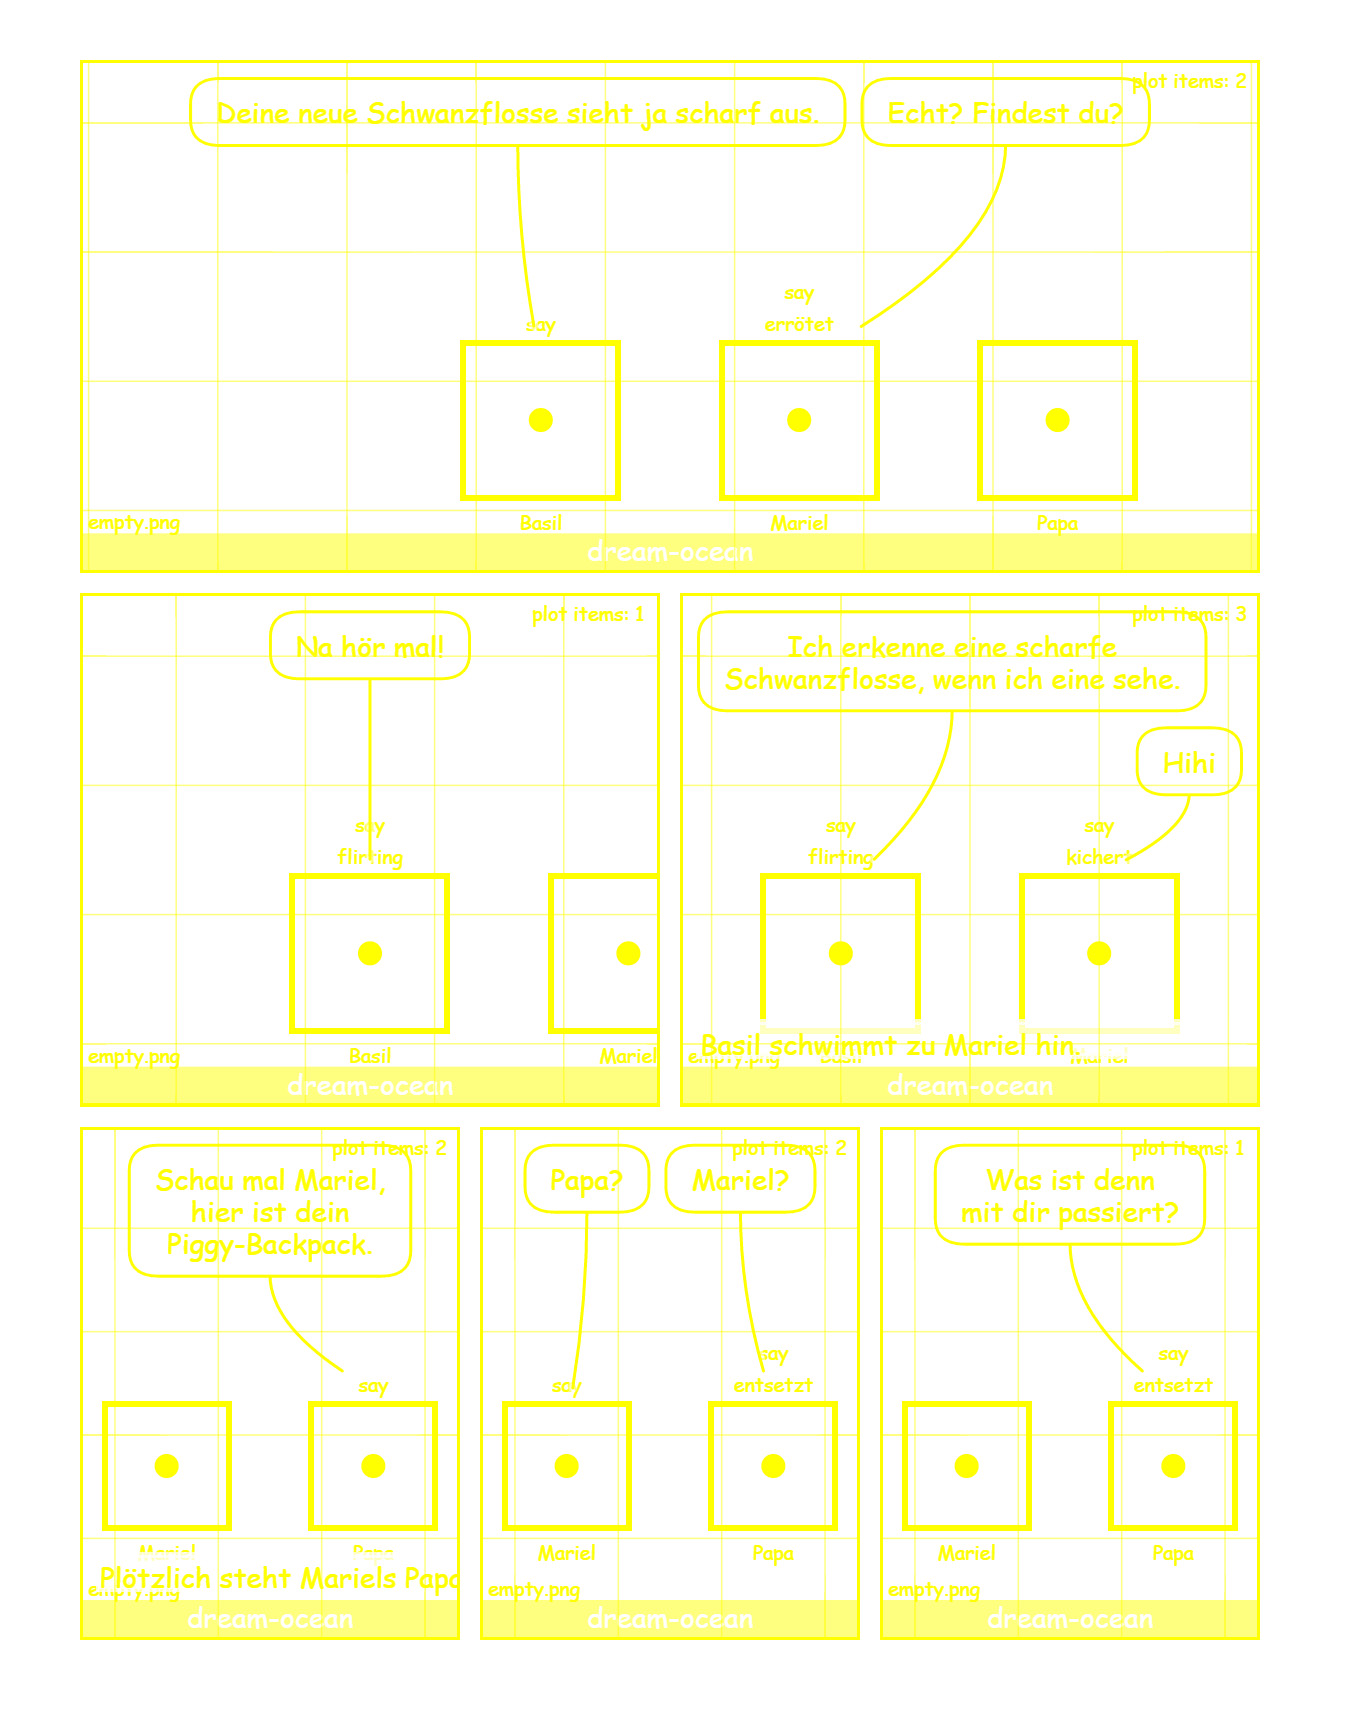 plot items: 2
Deine neue Schwanzflosse sieht ja scharf aus.
Echt? Findest du?
say
say
errötet
empty.png
Basil
Mariel
Papa
dream-ocean
plot items: 1
Na hör mal!
say
flirting
empty.png
Basil
Mariel
dream-ocean
plot items: 3
Ich erkenne eine scharfe
Schwanzflosse, wenn ich eine sehe.
Hihi
say
flirting
say
kichert
Basil schwimmt zu Mariel hin.
empty.png
Basil
Mariel
dream-ocean
plot items: 2
Schau mal Mariel,
hier ist dein
Piggy-Backpack.
say
Mariel
Papa
Plötzlich steht Mariels Papa
empty.png
dream-ocean
plot items: 2
Papa?
Mariel?
say
say
entsetzt
Mariel
Papa
empty.png
dream-ocean
plot items: 1
Was ist denn
mit dir passiert?
say
entsetzt
Mariel
Papa
empty.png
dream-ocean